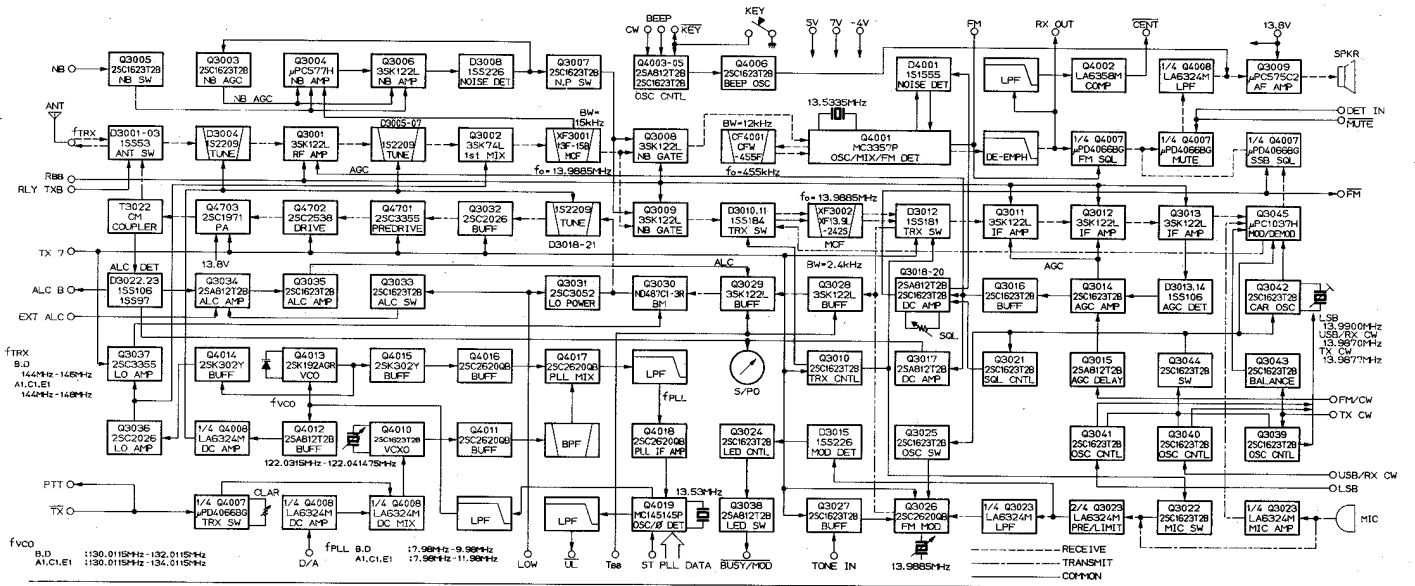 BEEP
CW
KEY
KEY
5V
7V
-4V
FM
RX OUT
CENT
13.8V
SPKR
NB
Q3005
2SC1623T2B
NB SW
Q3003
2SC1623T2B
NB AGC
Q3004
µPC577H
NB AMP
Q3006
3SK122L
NB AMP
D3008
1SS226
NOISE DET
Q3007
2SC1623T2B
N.P SW
Q4003-05
2SA812T2B
2SC1623T2B
OSC CNTL
Q4006
2SC1623T2B
BEEP OSC
D4001
1S1555
NOISE DET
LPF
Q4002
LA6358M
COMP
1/4 Q4008
LA6324M
LPF
Q3009
µPC575C2
AF AMP
NB AGC
ANT
fTRX
D3001-03
1SS53
ANT SW
D3004
1S2209
TUNE
Q3001
3SK122L
RF AMP
D3005-07
1S2209
TUNE
Q3002
3SK74L
1st MIX
BW=
15kHz
XF3001
13F-15B
MCF
fo=13.9885MHz
Q3008
3SK122L
NB GATE
BW=12kHz
CF4001
CFW
-455F
fo=455kHz
13.5335MHz
Q4001
MC3357P
OSC/MIX/FM DET
DE-EMPH
1/4 Q4007
µPD4066BG
FM SQL
1/4 Q4007
µPD4066BG
MUTE
1/4 Q4007
µPD4066BG
SSB SQL
DET IN
MUTE
AGC
RBB
RLY TXB
FM
T3022
CM
COUPLER
Q4703
2SC1971
PA
Q4702
2SC2538
DRIVE
Q4701
2SC3355
PREDRIVE
Q3032
2SC2026
BUFF
1S2209
TUNE
D3018-21
Q3009
3SK122L
NB GATE
D3010.11
1SS184
TRX SW
fo=13.9885MHz
XF3002
XF13.9L
-242S
MCF
BW=2.4kHz
D3012
1SS181
TRX SW
Q3011
3SK122L
IF AMP
Q3012
3SK122L
IF AMP
Q3013
3SK122L
IF AMP
Q3045
µPC1037H
MOD/DEMOD
TX 7
ALC DET
13.8V
ALC
AGC
ALC B
D3022.23
1SS106
1SS97
Q3034
2SA812T2B
ALC AMP
Q3035
2SC1623T2B
ALC AMP
Q3033
2SC1623T2B
ALC SW
Q3031
2SC3052
LO POWER
Q3030
ND487C1-3R
BM
Q3029
3SK122L
BUFF
Q3028
3SK122L
BUFF
Q3018-20
2SA812T2B
2SC1623T2B
DC AMP
SQL
Q3016
2SC1623T2B
BUFF
Q3014
2SC1623T2B
AGC AMP
D3013.14
1SS106
AGC DET
Q3042
2SC1623T2B
CAR OSC
LSB
13.9900MHz
USB/RX CW
13.9870MHz
TX CW
13.9877MHz
EXT ALC
fTRX
B.D
144MHz-146MHz
A1.C1.E1
144MHz-148MHz
Q3037
2SC3355
LO AMP
Q4014
2SK302Y
BUFF
Q4013
2SK192AGR
VCO
Q4015
2SK302Y
BUFF
Q4016
2SC2620QB
BUFF
Q4017
2SC2620QB
PLL MIX
LPF
fPLL
S/PO
Q3010
2SC1623T2B
TRX CNTL
Q3017
2SA812T2B
DC AMP
Q3021
2SC1623T2B
SQL CNTL
Q3015
2SA812T2B
AGC DELAY
Q3044
2SC1623T2B
SW
Q3043
2SC1623T2B
BALANCE
fVCO
FM/CW
TX CW
Q3036
2SC2026
LO AMP
1/4 Q4008
LA6324M
DC AMP
Q4012
2SA812T2B
BUFF
Q4010
2SC1623T2B
VCXO
Q4011
2SC2620QB
BUFF
BPF
Q4018
2SC2620QB
PLL IF AMP
Q3024
2SC1623T2B
LED CNTL
D3015
1SS226
MOD DET
Q3025
2SC1623T2B
OSC SW
Q3041
2SC1623T2B
OSC CNTL
Q3040
2SC1623T2B
OSC CNTL
Q3039
2SC1623T2B
OSC CNTL
122.0315MHz-122.041475MHz
USB/RX CW
LSB
PTT
TX
1/4 Q4007
µPD4066BG
TRX SW
CLAR
1/4 Q4008
LA6324M
DC AMP
1/4 Q4008
LA6324M
DC MIX
LPF
LPF
Q4019
MC145145P
OSC/Ø DET
13.53MHz
Q3038
2SA812T2B
LED SW
Q3027
2SC1623T2B
BUFF
Q3026
2SC2620QB
FM MOD
1/4 Q3023
LA6324M
LPF
2/4 Q3023
LA6324M
PRE/LIMIT
Q3022
2SC1623T2B
MIC SW
1/4 Q3023
LA6324M
MIC AMP
MIC
fVCO
B.D :130.0115MHz-132.0115MHz
A1.C1.E1 :130.0115MHz-134.0115MHz
D/A
fPLL B.D :7.98MHz-9.98MHz
A1.C1.E1 :7.98MHz-11.98MHz
LOW
UL
TBB
ST PLL DATA
BUSY/MOD
TONE IN
13.9885MHz
RECEIVE
TRANSMIT
COMMON